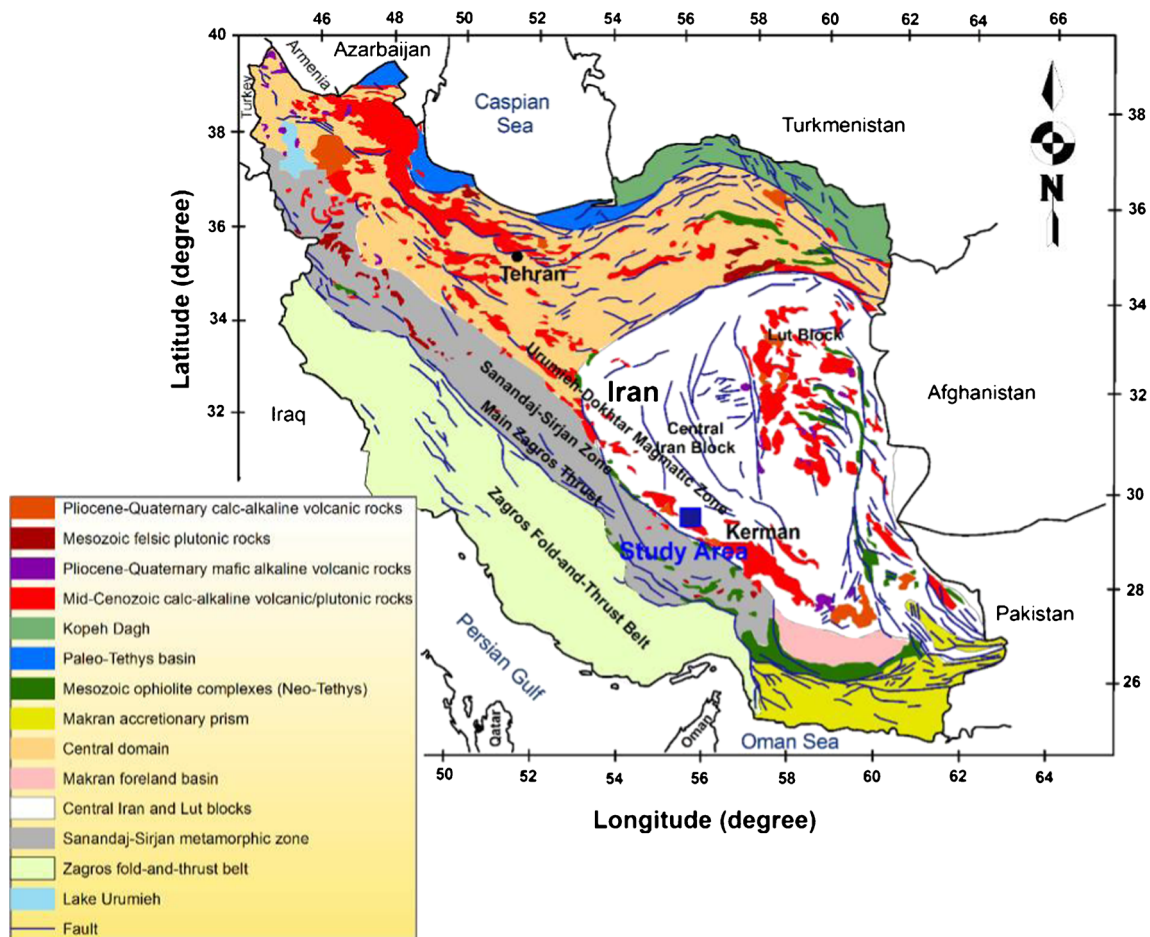 46 48 50 52 54 56 58 60 62 64 66
40
Azarbaijan
Armenia
Turkey
Caspian
Sea
Turkmenistan
38
38
36
36
34
34
32
32
30
28
26
Latitude (degree)
N
Tehran
Lut Block
Iran
Afghanistan
Iraq
Urumieh-Dokhtar Magmatic Zone
Sanandaj-Sirjan Zone
Main Zagros Thrust
Central
Iran Block
Zagros Fold-and-Thrust Belt
Kerman
Study Area
Pakistan
Persian Gulf
Qatar
Oman
Oman Sea
50 52 54 56 58 60 62 64
Longitude (degree)
Pliocene-Quaternary calc-alkaline volcanic rocks
Mesozoic felsic plutonic rocks
Pliocene-Quaternary mafic alkaline volcanic rocks
Mid-Cenozoic calc-alkaline volcanic/plutonic rocks
Kopeh Dagh
Paleo-Tethys basin
Mesozoic ophiolite complexes (Neo-Tethys)
Makran accretionary prism
Central domain
Makran foreland basin
Central Iran and Lut blocks
Sanandaj-Sirjan metamorphic zone
Zagros fold-and-thrust belt
Lake Urumieh
Fault